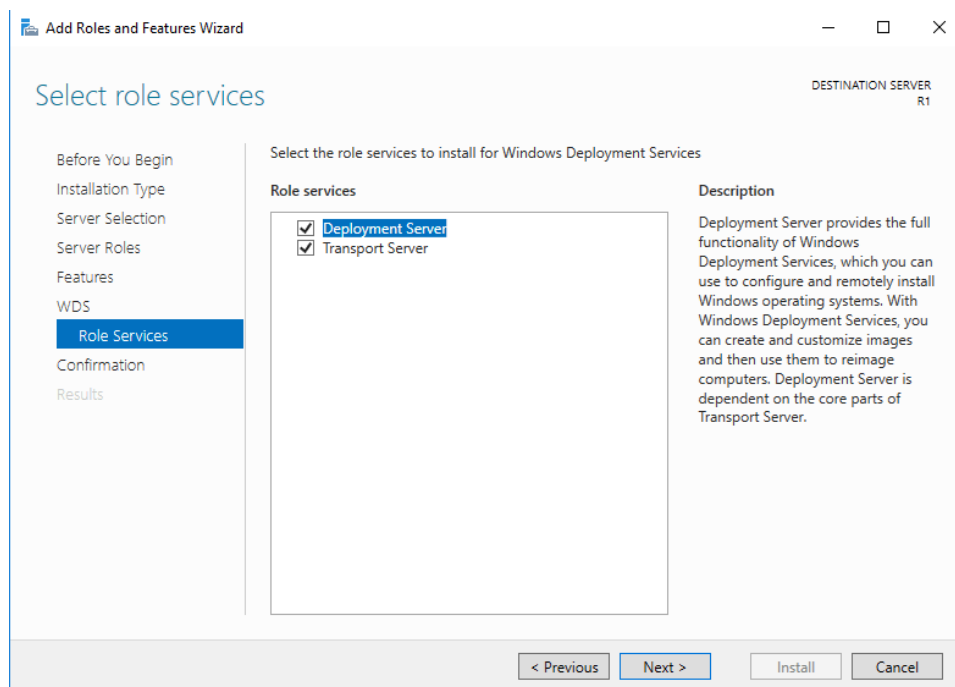 Add Roles and Features Wizard
Select role services
DESTINATION SERVER
R1
Before You Begin
Installation Type
Server Selection
Server Roles
Features
WDS
Role Services
Confirmation
Results
Select the role services to install for Windows Deployment Services
Role services
Deployment Server
Transport Server
Description
Deployment Server provides the full
functionality of Windows
Deployment Services, which you can
use to configure and remotely install
Windows operating systems. With
Windows Deployment Services, you
can create and customize images
and then use them to reimage
computers. Deployment Server is
dependent on the core parts of
Transport Server.
< Previous
Next >
Install
Cancel